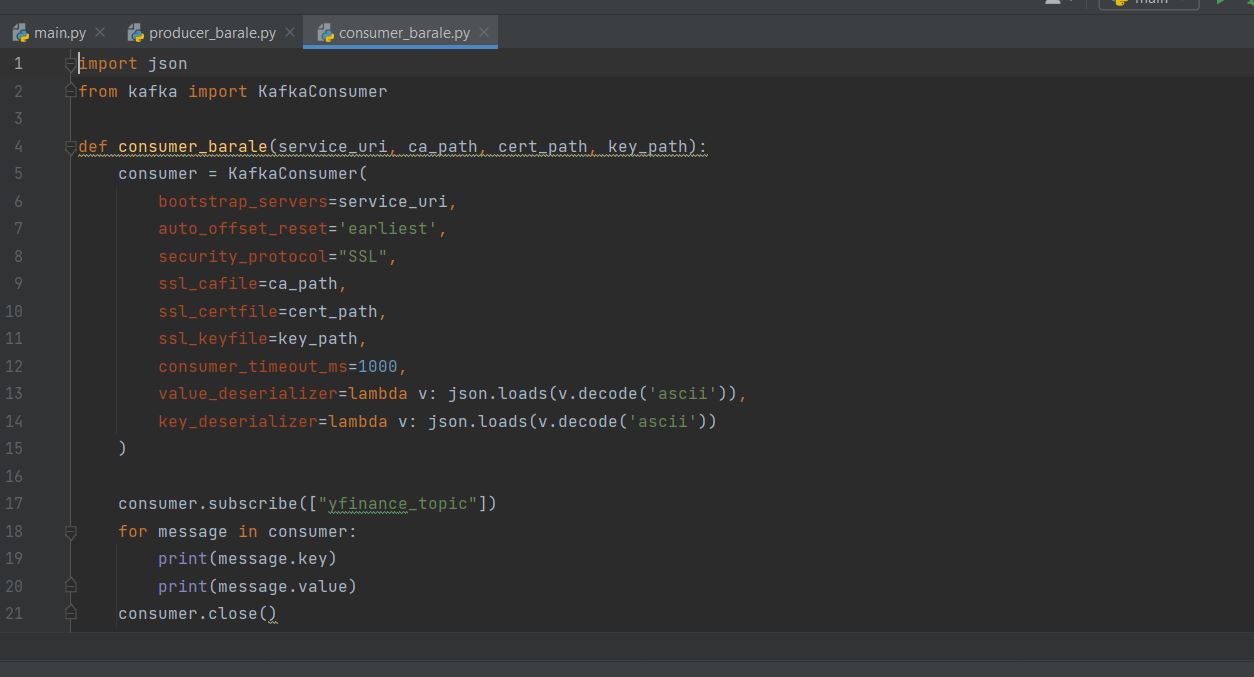 main
main.py
producer_barale.py
consumer_barale.py
1 import json
2 from kafka import KafkaConsumer
3
4 def consumer_barale(service_uri, ca_path, cert_path, key_path):
5     consumer = KafkaConsumer(
6         bootstrap_servers=service_uri,
7         auto_offset_reset='earliest',
8         security_protocol="SSL",
9         ssl_cafile=ca_path,
10         ssl_certfile=cert_path,
11         ssl_keyfile=key_path,
12         consumer_timeout_ms=1000,
13         value_deserializer=lambda v: json.loads(v.decode('ascii')),
14         key_deserializer=lambda v: json.loads(v.decode('ascii'))
15     )
16
17     consumer.subscribe(["yfinance_topic"])
18     for message in consumer:
19         print(message.key)
20         print(message.value)
21     consumer.close()